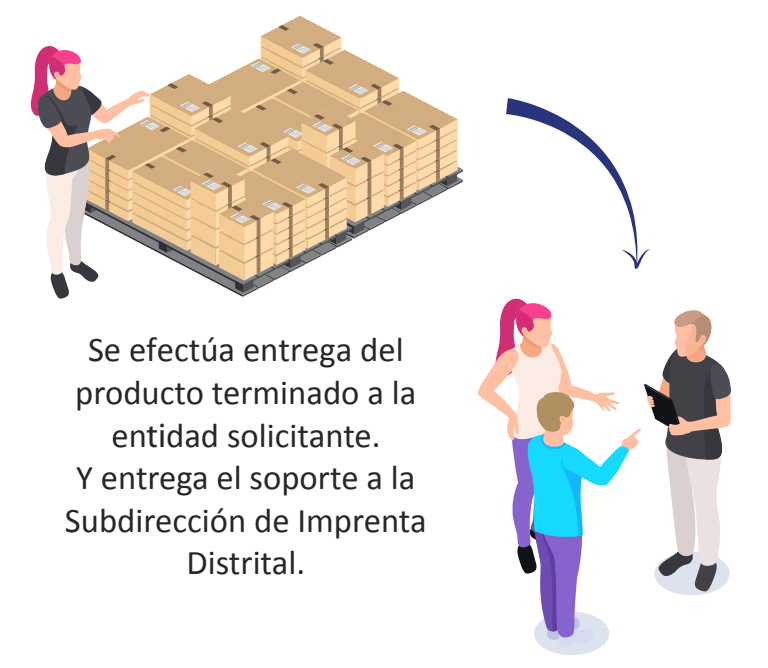 Se efectúa entrega del
producto terminado a la
entidad solicitante.
Y entrega el soporte a la
Subdirección de Imprenta
Distrital.